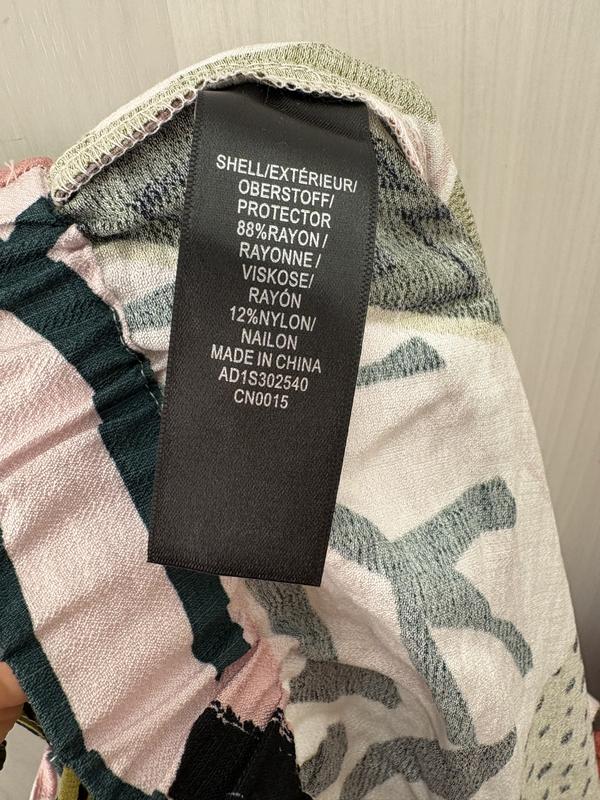 SHELL/EXTÉRIEUR/
OBERSTOFF/
PROTECTOR
88%RAYON /
RAYONNE /
VISKOSE/
RAYÓN
12%NYLON/
NAILON
MADE IN CHINA
AD1S302540
CN0015